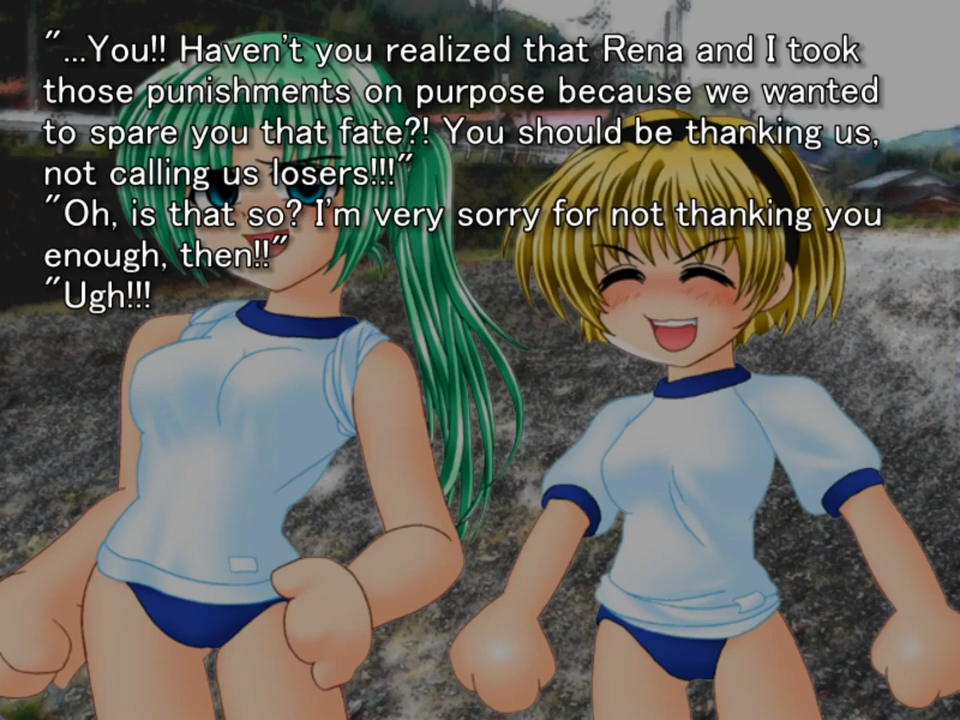 "...You!! Haven't you realized that Rena and I took
those punishments on purpose because we wanted
to spare you that fate?! You should be thanking us,
not calling us losers!!!"
"Oh, is that so? I'm very sorry for not thanking you
enough, then!!"
"Ugh!!!